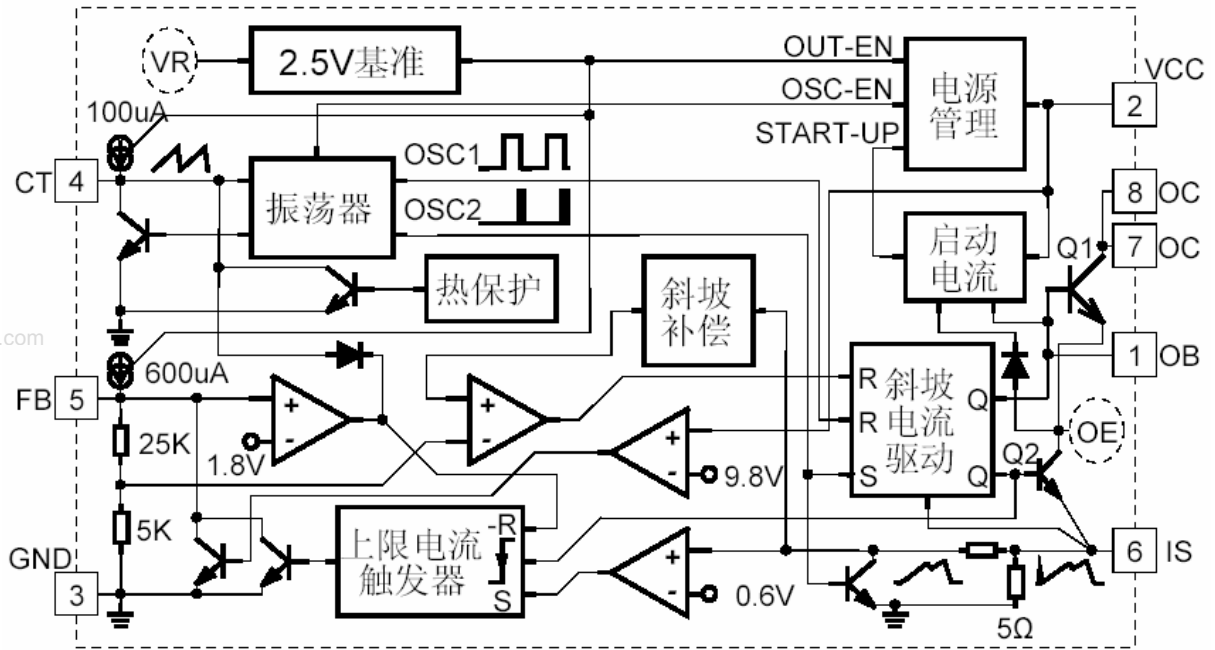 VR
2.5V基准
OUT-EN
OSC-EN
START-UP
电源
管理
VCC
2
100uA
CT
4
振荡器
OSC1
OSC2
8
OC
7
OC
启动
电流
Q1
热保护
斜坡
补偿
.com
600uA
1
OB
FB
5
+
-
1.8V
+
-
+
-
9.8V
R
R
S
斜坡
电流
驱动
Q
Q
OE
Q2
25K
5K
GND
3
上限电流
触发器
-R
S
+
-
0.6V
6
IS
5Ω